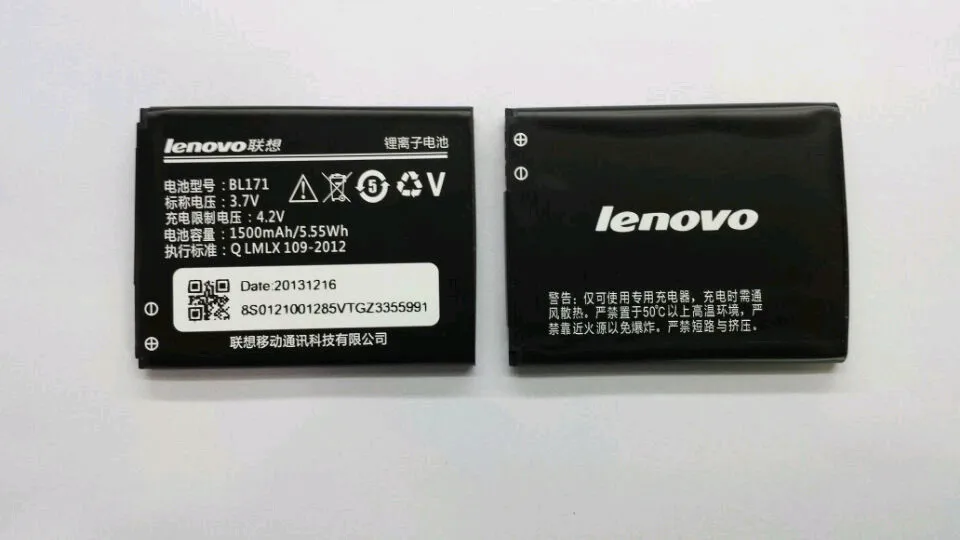 lenovo联想 锂离子电池
电池型号：BL171
标称电压：3.7V
充电限制电压：4.2V
电池容量：1500mAh/5.55Wh
执行标准：Q LMLX 109-2012
5 V
Date:20131216
8S0121001285VTGZ3355991
联想移动通讯科技有限公司
lenovo
警告：仅可使用专用充电器，充电时需通
风散热。严禁置于50℃以上高温环境，严
禁靠近火源以免爆炸。严禁短路与挤压。